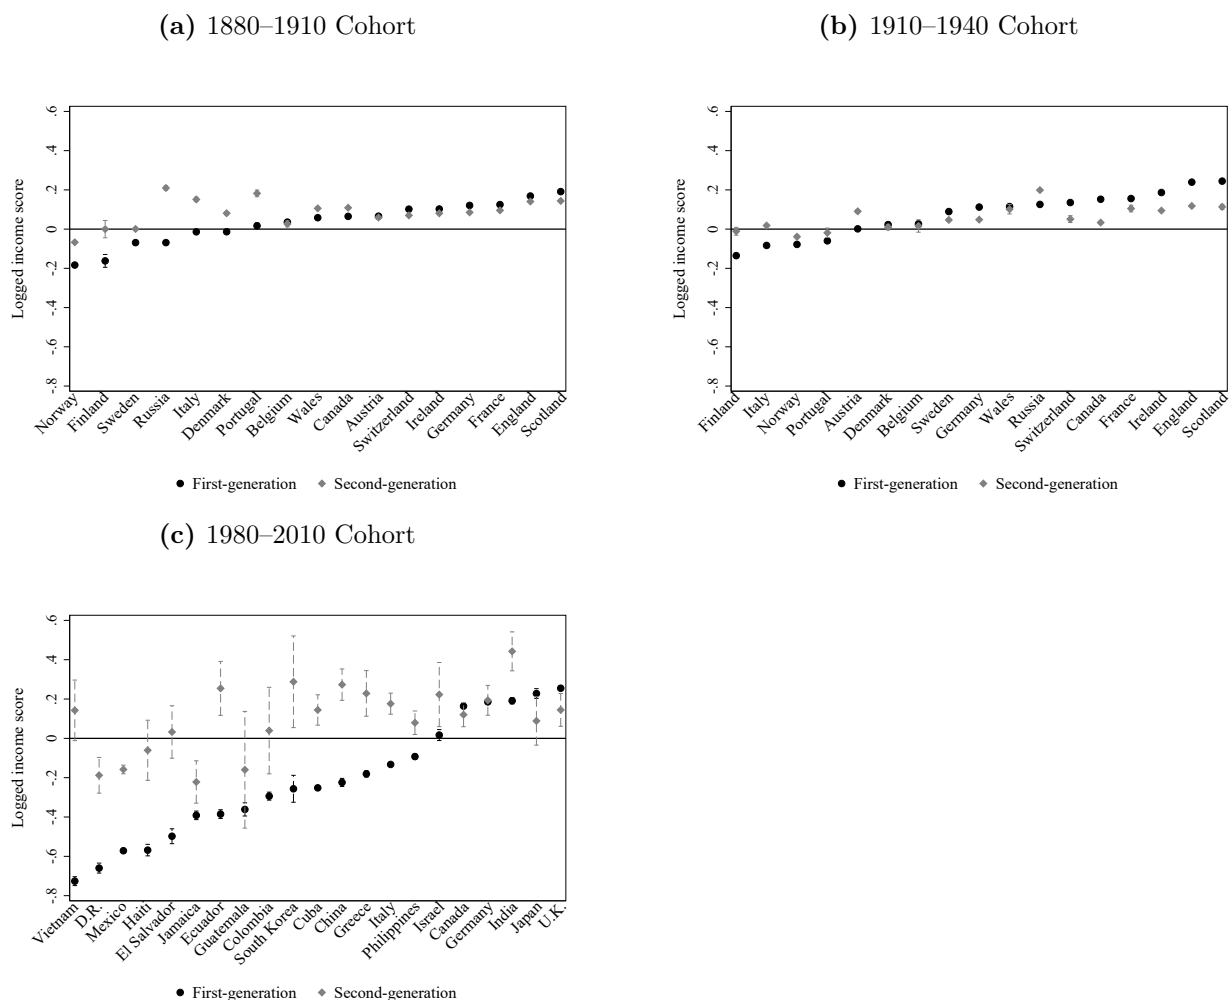 (a) 1880–1910 Cohort
.6
.4
.2
0
-.2
-.4
-.6
-.8
Logged income score
Norway
Finland
Sweden
Russia
Italy
Denmark
Portugal
Belgium
Wales
Canada
Austria
Switzerland
Ireland
Germany
France
England
Scotland
First-generation Second-generation
(b) 1910–1940 Cohort
.6
.4
.2
0
-.2
-.4
-.6
-.8
Logged income score
Finland
Italy
Norway
Portugal
Austria
Denmark
Belgium
Sweden
Germany
Wales
Russia
Switzerland
Canada
France
Ireland
England
Scotland
First-generation Second-generation
(c) 1980–2010 Cohort
.6
.4
.2
0
-.2
-.4
-.6
-.8
Logged income score
Vietnam
D.R.
Mexico
Haiti
El Salvador
Jamaica
Ecuador
Guatemala
Colombia
South Korea
Cuba
China
Greece
Italy
Philippines
Israel
Canada
Germany
India
Japan
U.K.
First-generation Second-generation